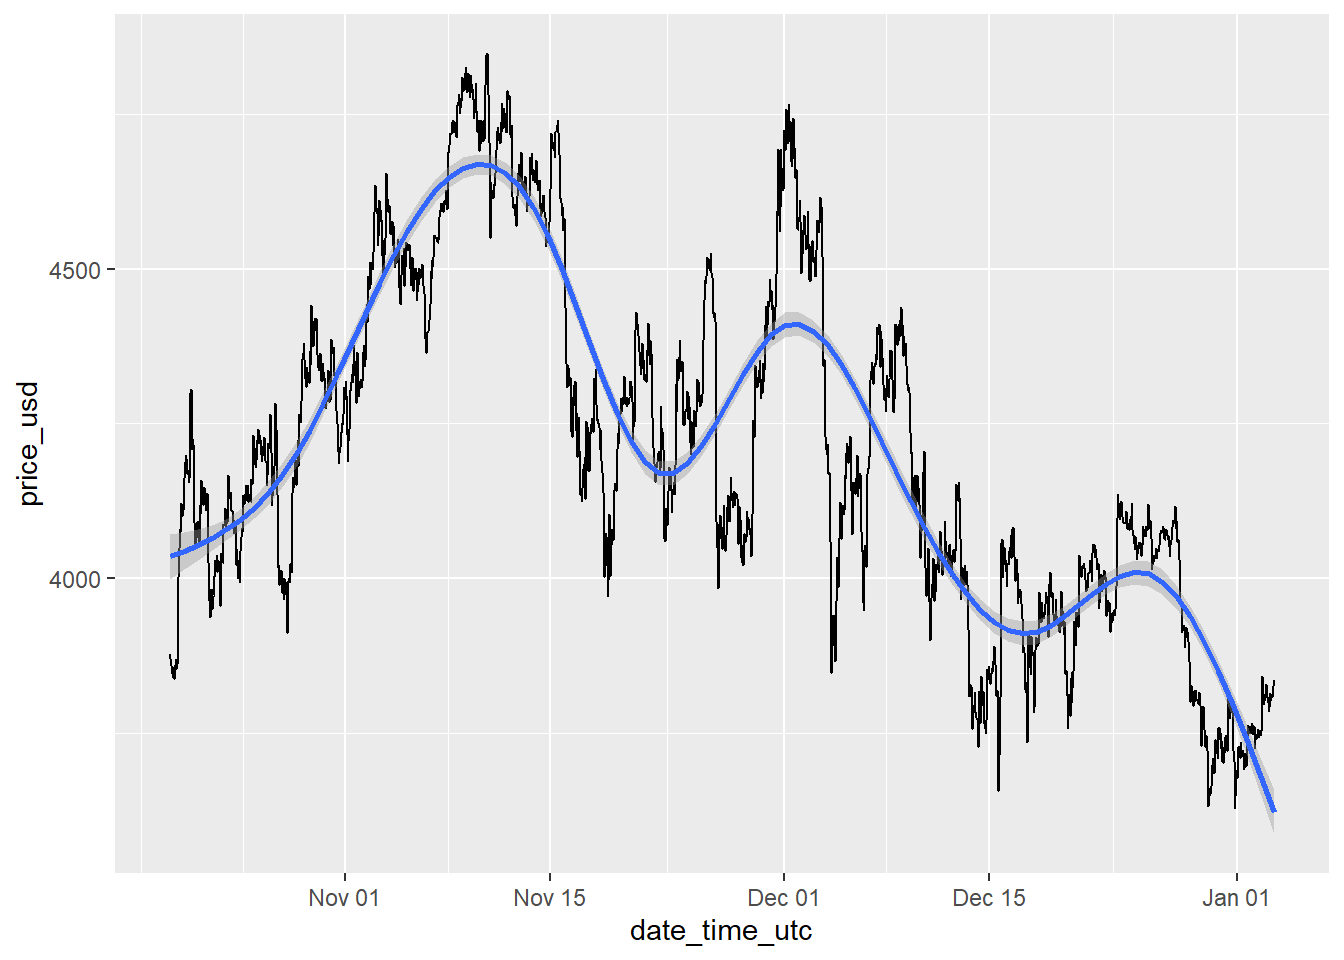 price_usd
4500
4000
Nov 01
Nov 15
Dec 01
Dec 15
Jan 01
date_time_utc